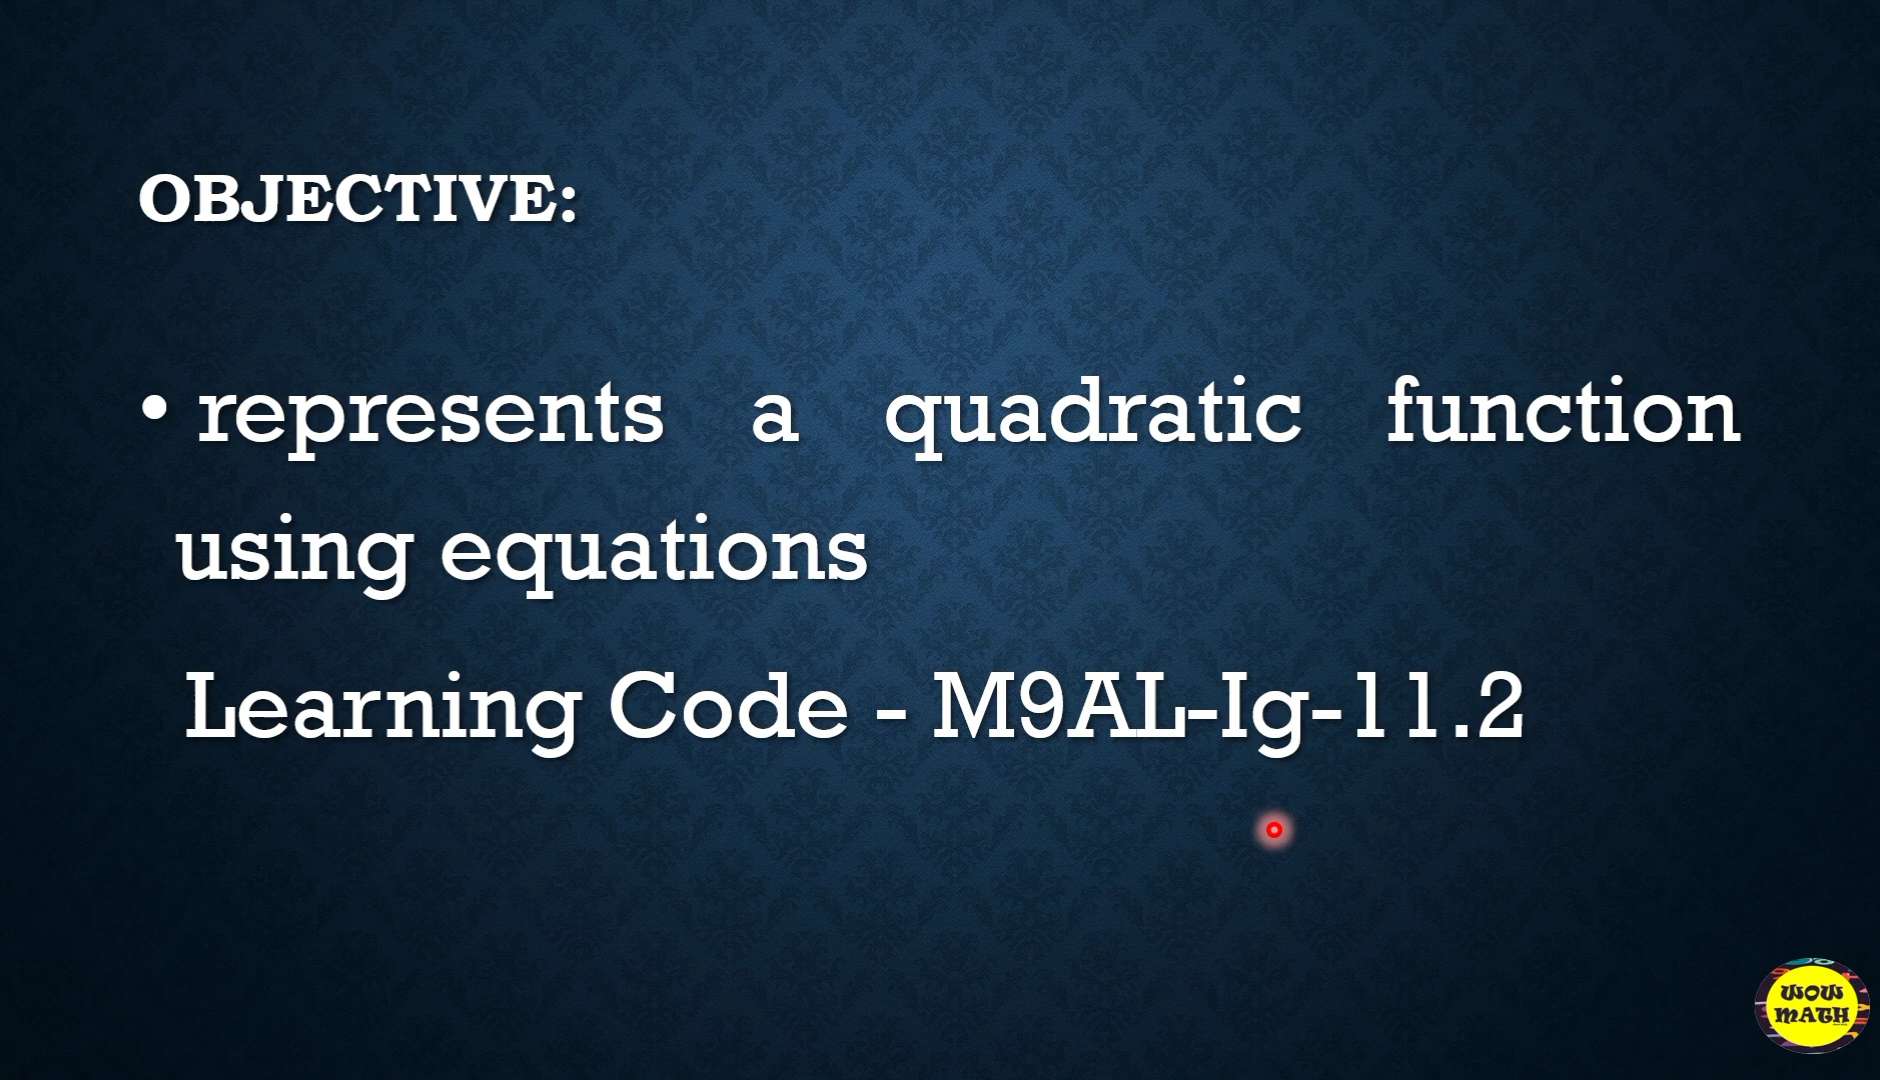 OBJECTIVE:
• represents a quadratic function
using equations
Learning Code - M9AL-Ig-11.2
WOW
MATH